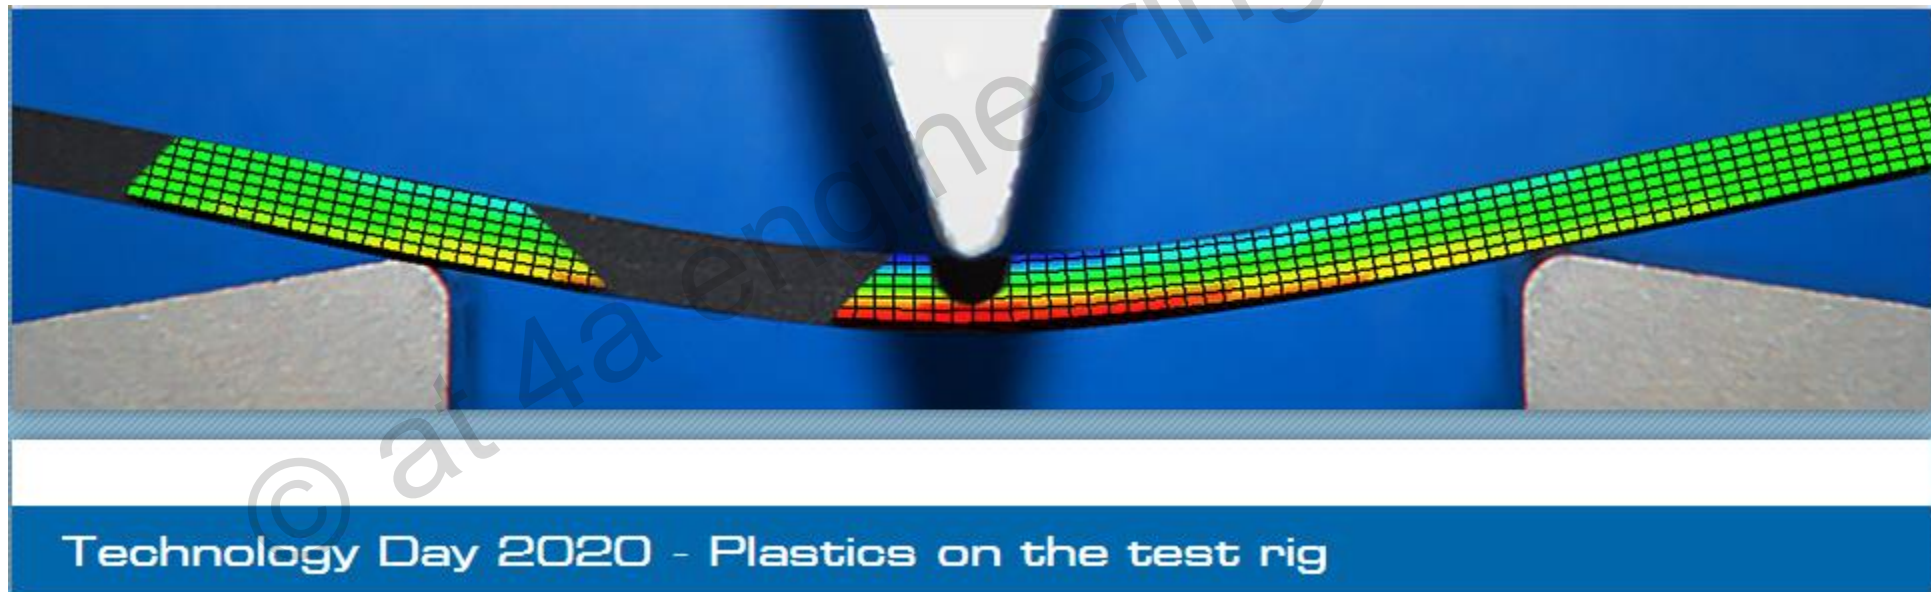 © at 4a engineering
Technology Day 2020 - Plastics on the test rig